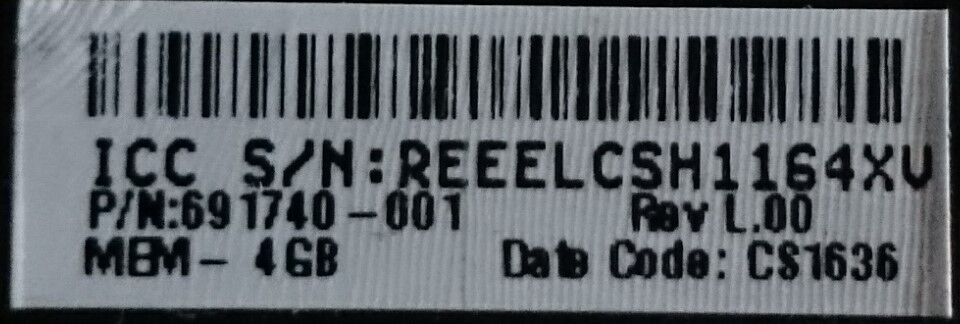 ICC S/N:REEELCSH1164XV
P/N:691740-001 Rev L.00
MEM- 4GB Date Code: CS1636